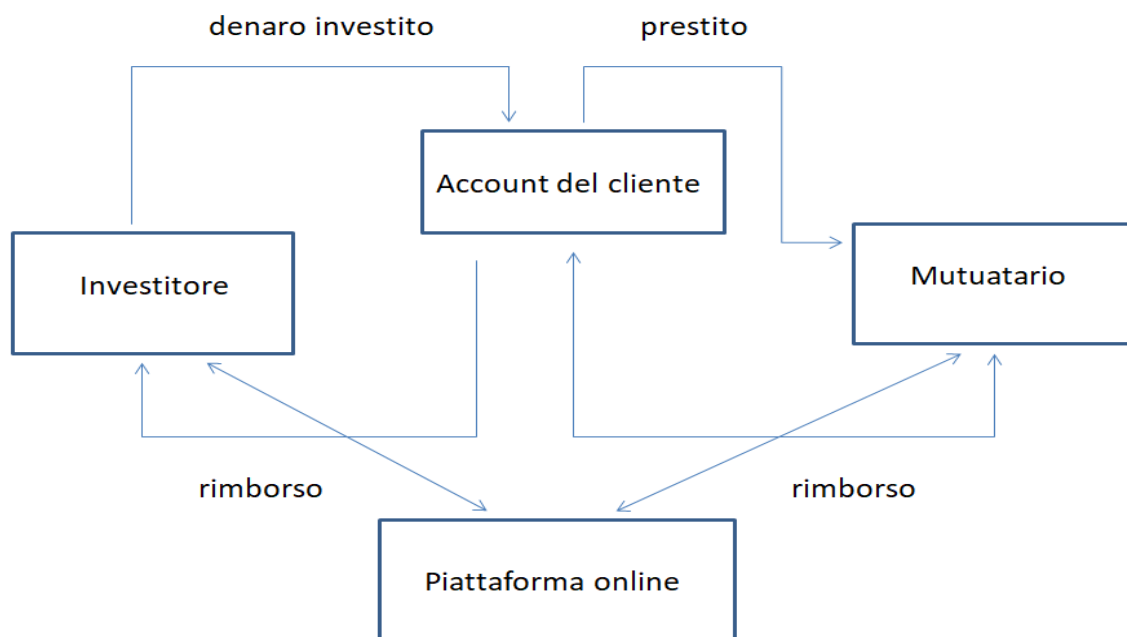 denaro investito
prestito
Account del cliente
Investitore
Mutuatario
rimborso
rimborso
Piattaforma online